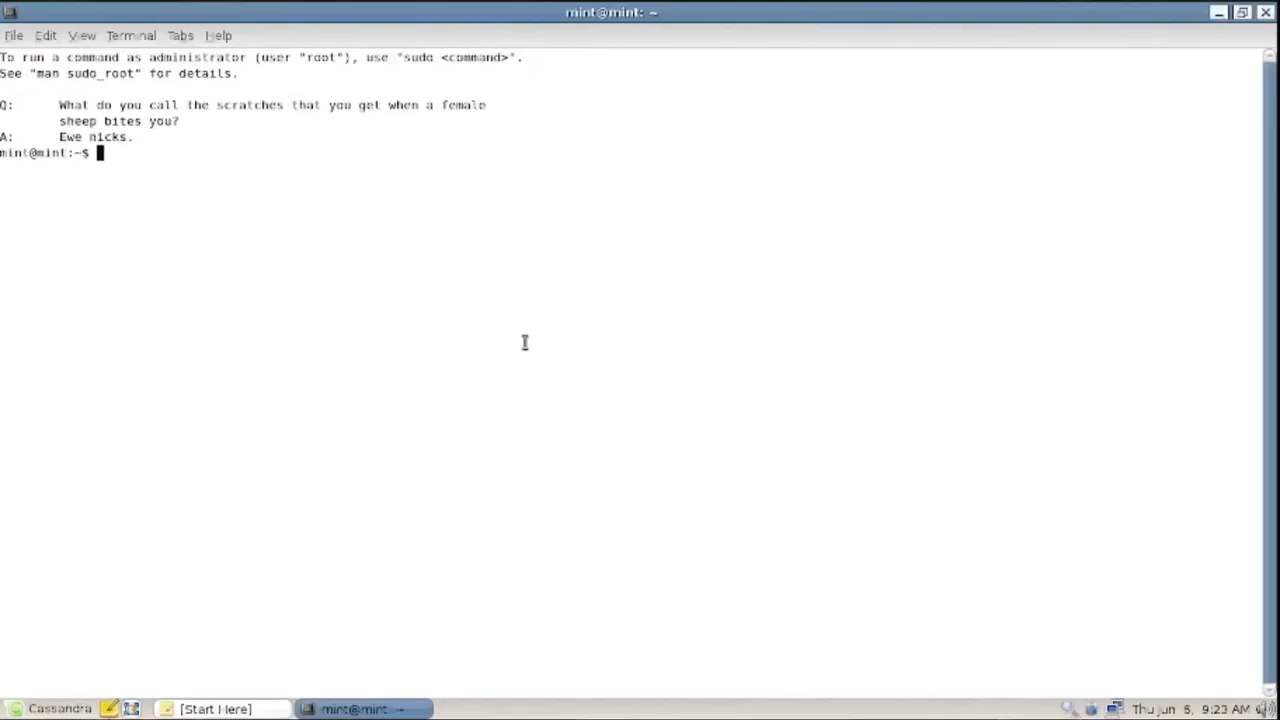 mint@mint: ~
File Edit View Terminal Tabs Help
To run a command as administrator (user "root"), use "sudo <command>".
See "man sudo_root" for details.
Q: What do you call the scratches that you get when a female
sheep bites you?
A: Ewe nicks.
mint@mint:~$
Cassandra [Start Here] mint@mint: ~ Thu Jun 5, 9:23 AM